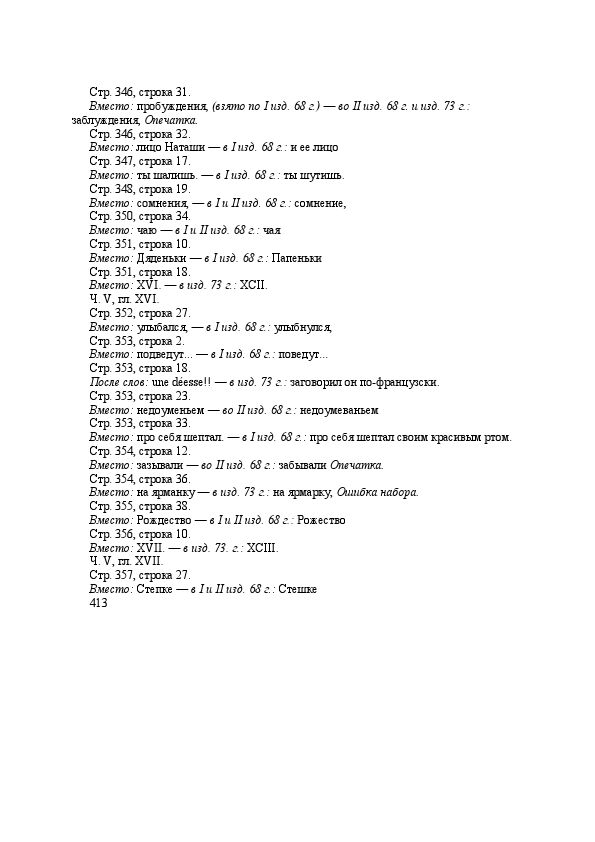 Стр. 346, строка 31.
Вместо: пробуждения, (взято по I изд. 68 г.) — во II изд. 68 г. и изд. 73 г.:
заблуждения, Опечатка.
Стр. 346, строка 32.
Вместо: лицо Наташи — в I изд. 68 г.: и ее лицо
Стр. 347, строка 17.
Вместо: ты шалишь. — в I изд. 68 г.: ты шутишь.
Стр. 348, строка 19.
Вместо: сомнения, — в I и II изд. 68 г.: сомнение,
Стр. 350, строка 34.
Вместо: чаю — в I и II изд. 68 г.: чая
Стр. 351, строка 10.
Вместо: Дяденьки — в I изд. 68 г.: Папеньки
Стр. 351, строка 18.
Вместо: XVI. — в изд. 73 г.: XCII.
Ч. V, гл. XVI.
Стр. 352, строка 27.
Вместо: улыбался, — в I изд. 68 г.: улыбнулся,
Стр. 353, строка 2.
Вместо: подведут... — в I изд. 68 г.: поведут...
Стр. 353, строка 18.
После слов: une déesse!! — в изд. 73 г.: заговорил он по-французски.
Стр. 353, строка 23.
Вместо: недоуменьем — во II изд. 68 г.: недоумеваньем
Стр. 353, строка 33.
Вместо: про себя шептал. — в I изд. 68 г.: про себя шептал своим красивым ртом.
Стр. 354, строка 12.
Вместо: зазывали — во II изд. 68 г.: забывали Опечатка.
Стр. 354, строка 36.
Вместо: на ярманку — в изд. 73 г.: на ярмарку, Ошибка набора.
Стр. 355, строка 38.
Вместо: Рождество — в I и II изд. 68 г.: Рожество
Стр. 356, строка 10.
Вместо: XVII. — в изд. 73. г.: XCIII.
Ч. V, гл. XVII.
Стр. 357, строка 27.
Вместо: Степке — в I и II изд. 68 г.: Стешке
413